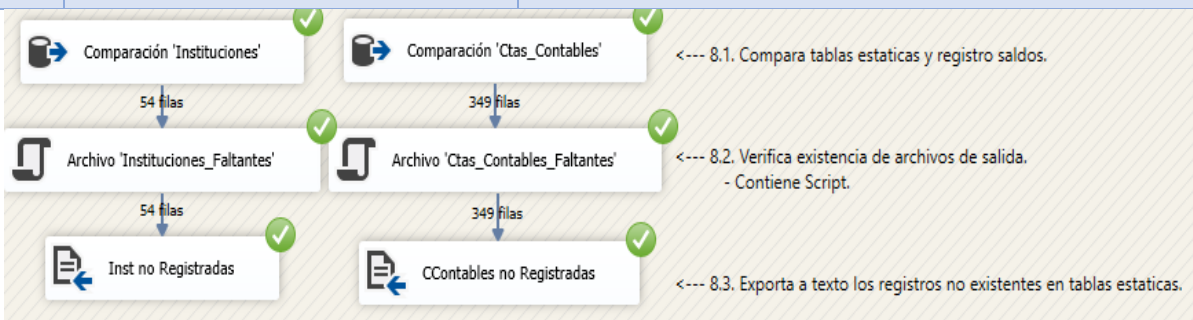 Comparación 'Instituciones'
Comparación 'Ctas_Contables'
<--- 8.1. Compara tablas estaticas y registro saldos.
54 filas
349 filas
Archivo 'Instituciones_Faltantes'
Archivo 'Ctas_Contables_Faltantes'
<--- 8.2. Verifica existencia de archivos de salida.
- Contiene Script.
54 filas
349 filas
Inst no Registradas
CContables no Registradas
<--- 8.3. Exporta a texto los registros no existentes en tablas estaticas.